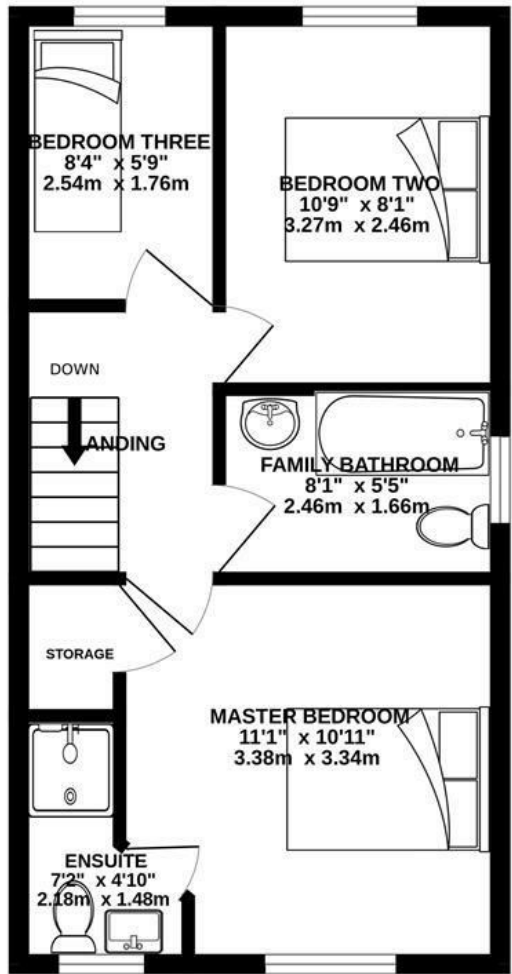 BEDROOM THREE
8'4" x 5'9"
2.54m x 1.76m
BEDROOM TWO
10'9" x 8'1"
3.27m x 2.46m
DOWN
LANDING
FAMILY BATHROOM
8'1" x 5'5"
2.46m x 1.66m
STORAGE
MASTER BEDROOM
11'1" x 10'11"
3.38m x 3.34m
ENSUITE
7'2" x 4'10"
2.18m x 1.48m